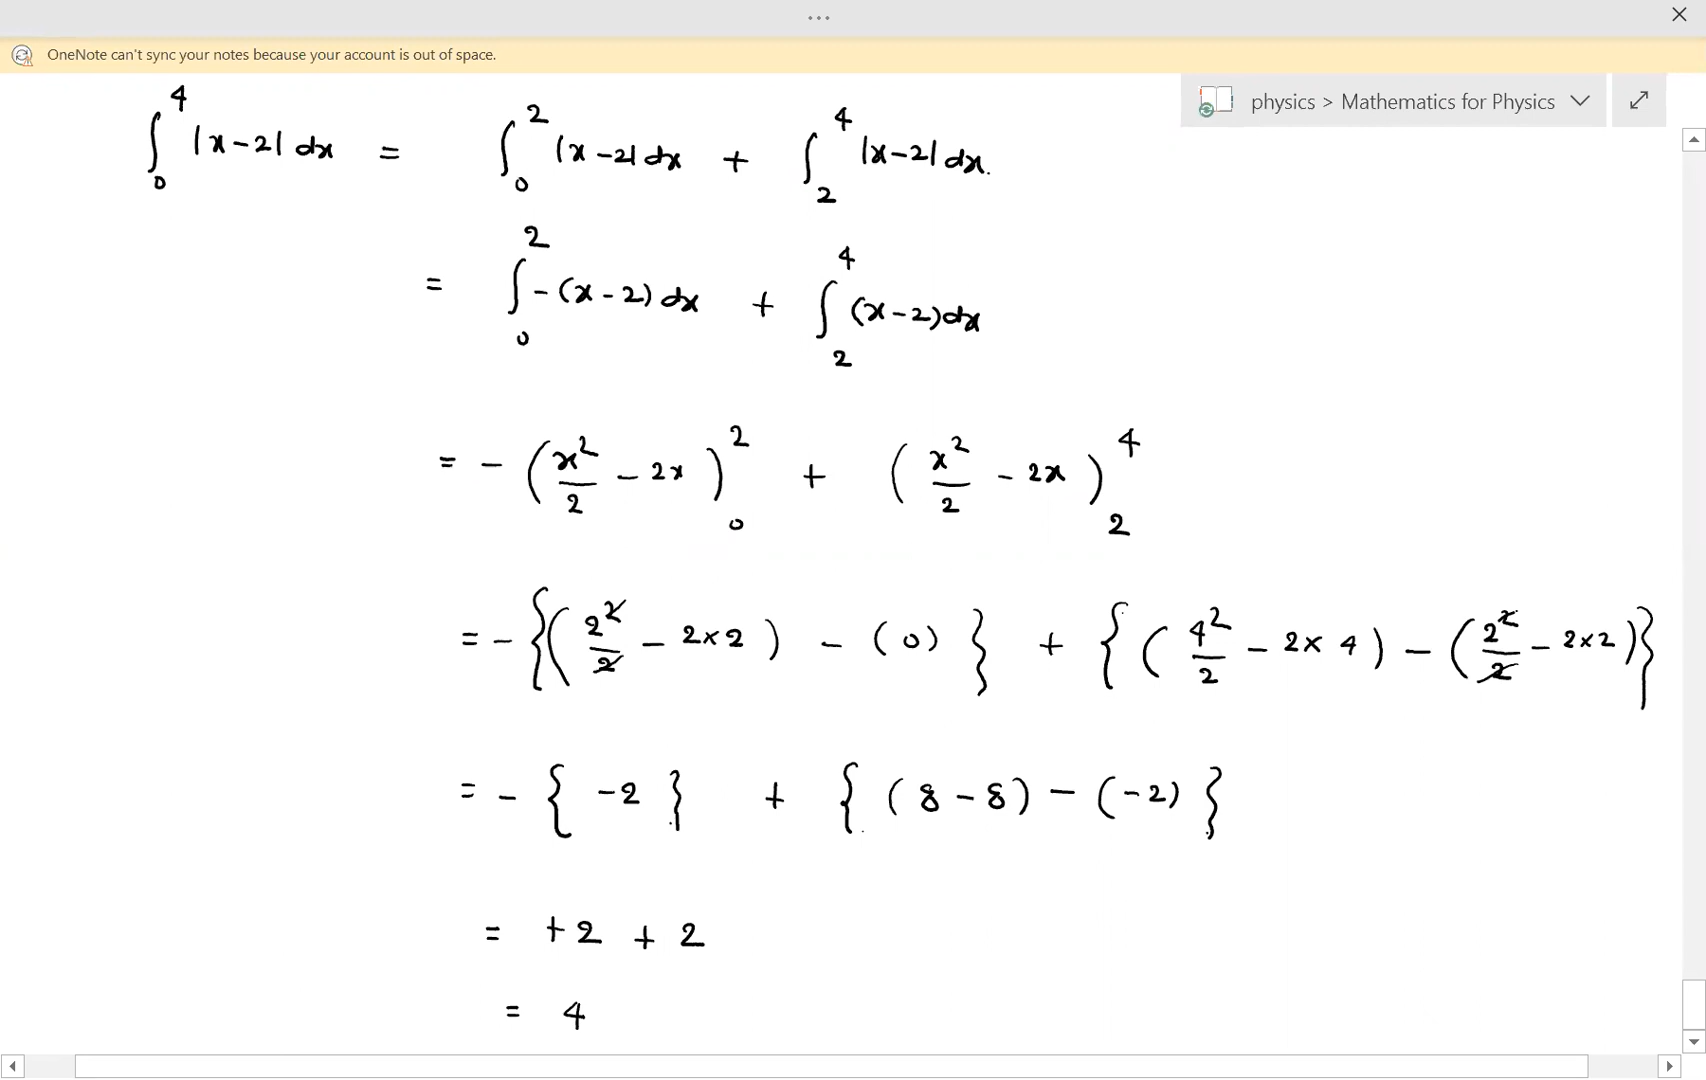 OneNote can't sync your notes because your account is out of space.
physics > Mathematics for Physics
∫₀⁴ |x-2| dx = ∫₀² |x-2| dx + ∫₂⁴ |x-2| dx.
= ∫₀² -(x-2) dx + ∫₂⁴ (x-2) dx
= - (x²/2 - 2x)₀² + (x²/2 - 2x)₂⁴
= - {(2²/2 - 2×2) - (0)} + {(4²/2 - 2×4) - (2²/2 - 2×2)}
= - {-2} + {(8-8) - (-2)}
= +2 + 2
= 4